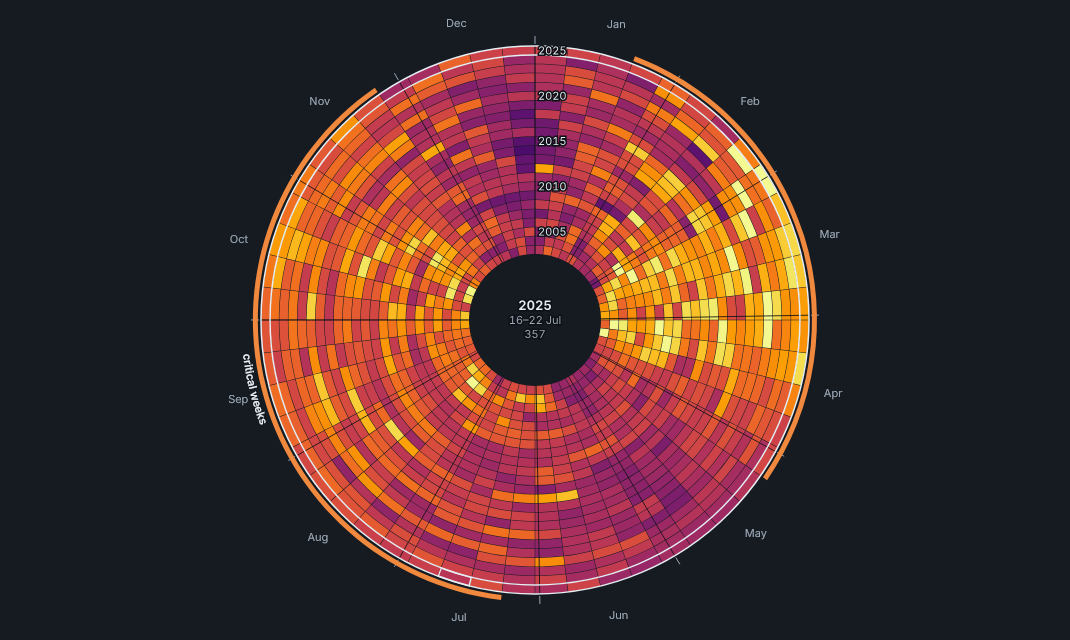 Dec
Jan
Nov
Feb
2025
2020
2015
2010
2005
Oct
Mar
2025
16–22 Jul
357
critical weeks
Sep
Apr
Aug
May
Jul
Jun